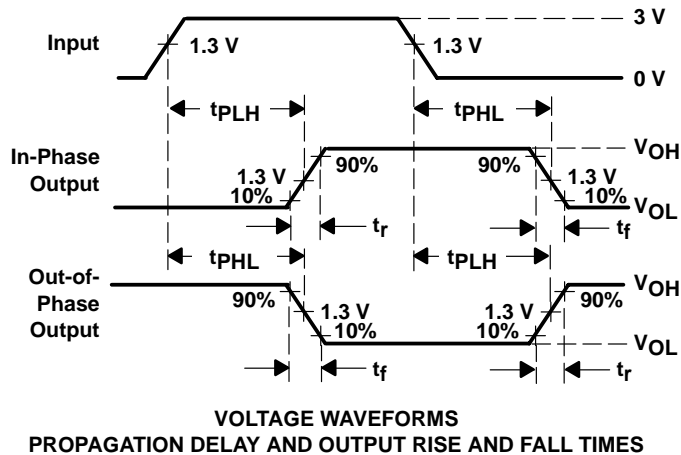 3 V
Input
1.3 V
1.3 V
0 V
tPLH
tPHL
In-Phase
Output
VOH
90%
90%
1.3 V
1.3 V
10%
10%
VOL
tr
tf
tPHL
tPLH
Out-of-
Phase
Output
VOH
90%
90%
1.3 V
1.3 V
10%
10%
VOL
tf
tr
VOLTAGE WAVEFORMS
PROPAGATION DELAY AND OUTPUT RISE AND FALL TIMES